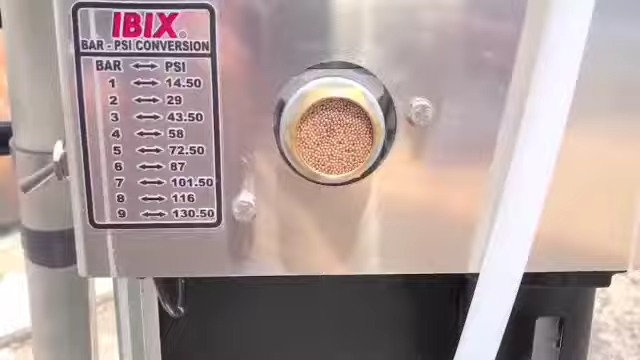 IBIX®
BAR - PSI CONVERSION
BAR ↔ PSI
1 ↔ 14.50
2 ↔ 29
3 ↔ 43.50
4 ↔ 58
5 ↔ 72.50
6 ↔ 87
7 ↔ 101.50
8 ↔ 116
9 ↔ 130.50